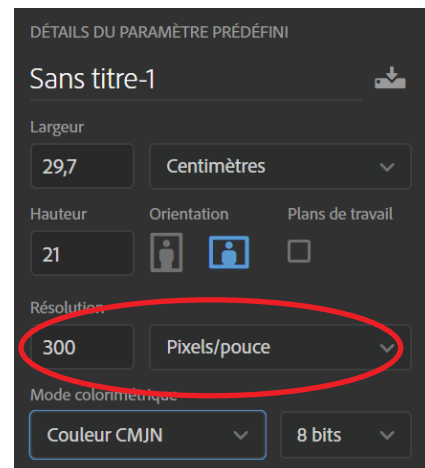 DÉTAILS DU PARAMÈTRE PRÉDÉFINI
Sans titre-1
Largeur
29,7 Centimètres
Hauteur Orientation Plans de travail
21
Résolution
300 Pixels/pouce
Mode colorimétrique
Couleur CMJN 8 bits